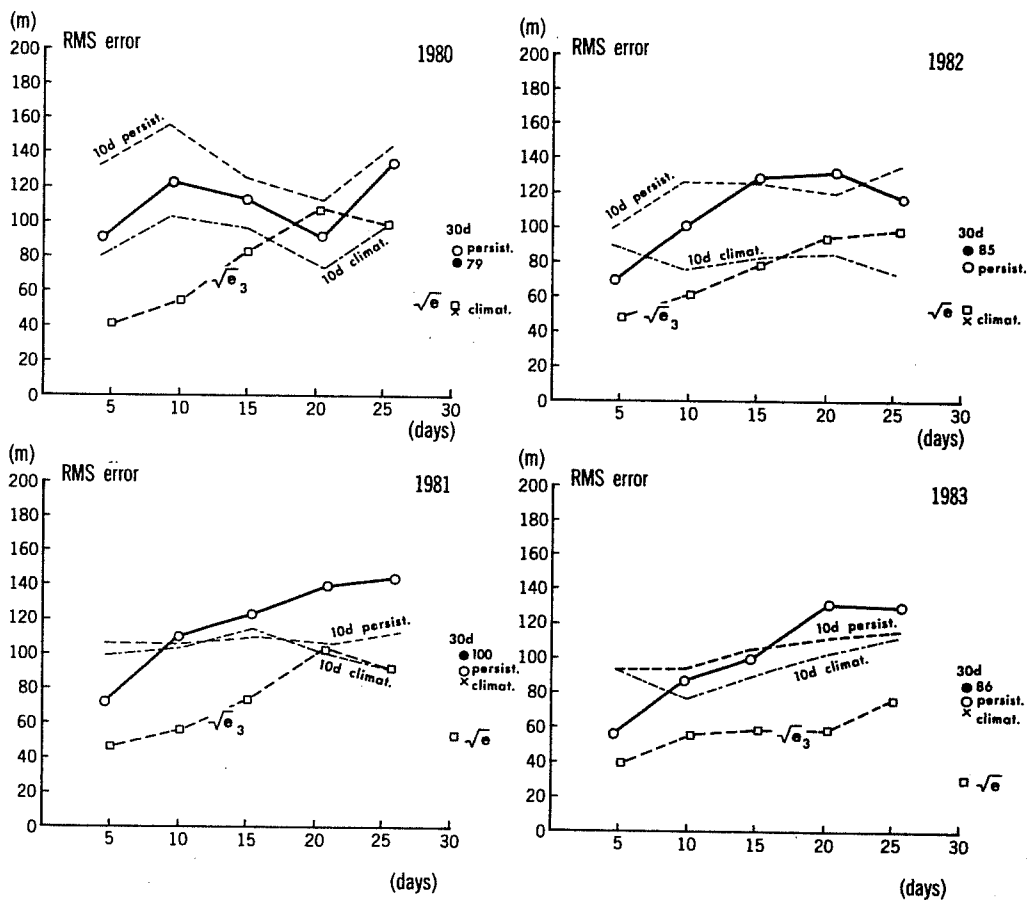 (m)
RMS error
1980
200
180
160
140
120
100
80
60
40
20
0
10d persist.
10d climat.
√e₃
30d
persist.
79
√e
climat.
5 10 15 20 25 30
(days)
(m)
RMS error
1982
200
180
160
140
120
100
80
60
40
20
0
10d persist.
10d climat.
√e₃
30d
85
persist.
√e
climat.
5 10 15 20 25 30
(days)
(m)
RMS error
1981
200
180
160
140
120
100
80
60
40
20
0
10d persist.
10d climat.
√e₃
30d
100
persist.
climat.
√e
5 10 15 20 25 30
(days)
(m)
RMS error
1983
200
180
160
140
120
100
80
60
40
20
0
10d persist.
10d climat.
√e₃
30d
86
persist.
climat.
√e
5 10 15 20 25 30
(days)